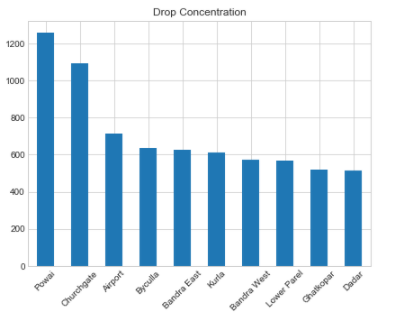 Drop Concentration
1200
1000
800
600
400
200
0
Powai
Churchgate
Airport
Byculla
Bandra East
Kurla
Bandra West
Lower Parel
Ghatkopar
Dadar